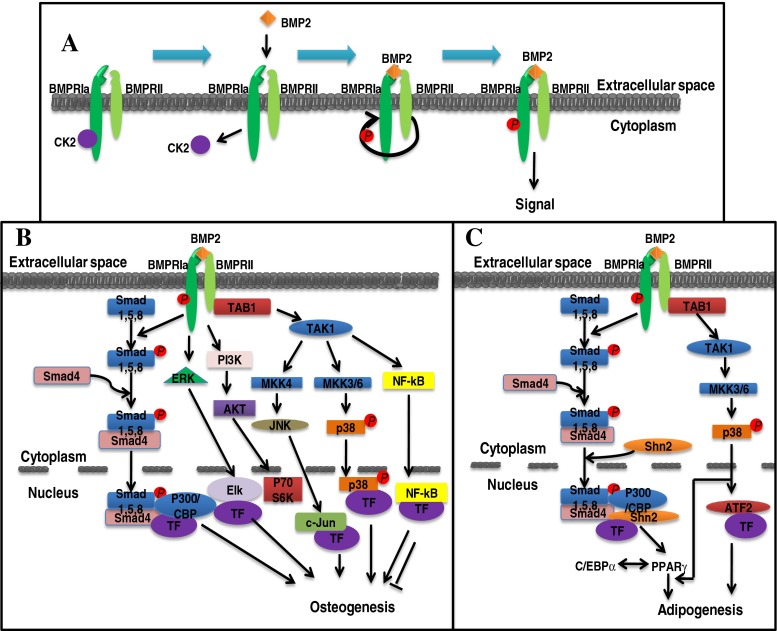 A
BMP2
BMP2
BMP2
BMPRIa BMPRII BMPRIa BMPRII BMPRIa BMPRII BMPRIa BMPRII Extracellular space
Cytoplasm
CK2 CK2 P P
Signal
B
BMP2
Extracellular space BMPRIa BMPRII
Smad
1,5,8
P TAB1
TAK1
Smad
1,5,8
P PI3K
Smad4 ERK MKK4 MKK3/6 NF-kB
AKT
Smad
1,5,8
P JNK p38 P
Smad4
Cytoplasm
Nucleus
Smad
1,5,8
P P300/
CBP
Smad4 TF
Elk
TF
P70
S6K
p38 P
TF
NF-kB
TF
c-Jun
TF
Osteogenesis
C
BMP2
Extracellular space BMPRIa BMPRII
Smad
1,5,8
P TAB1
Smad
1,5,8
P TAK1
Smad4 MKK3/6
Smad
1,5,8
P p38 P
Smad4
Shn2
Cytoplasm
Nucleus
Smad
1,5,8
P P300
/CBP
Smad4 Shn2
TF
ATF2
TF
C/EBPα PPARγ
Adipogenesis